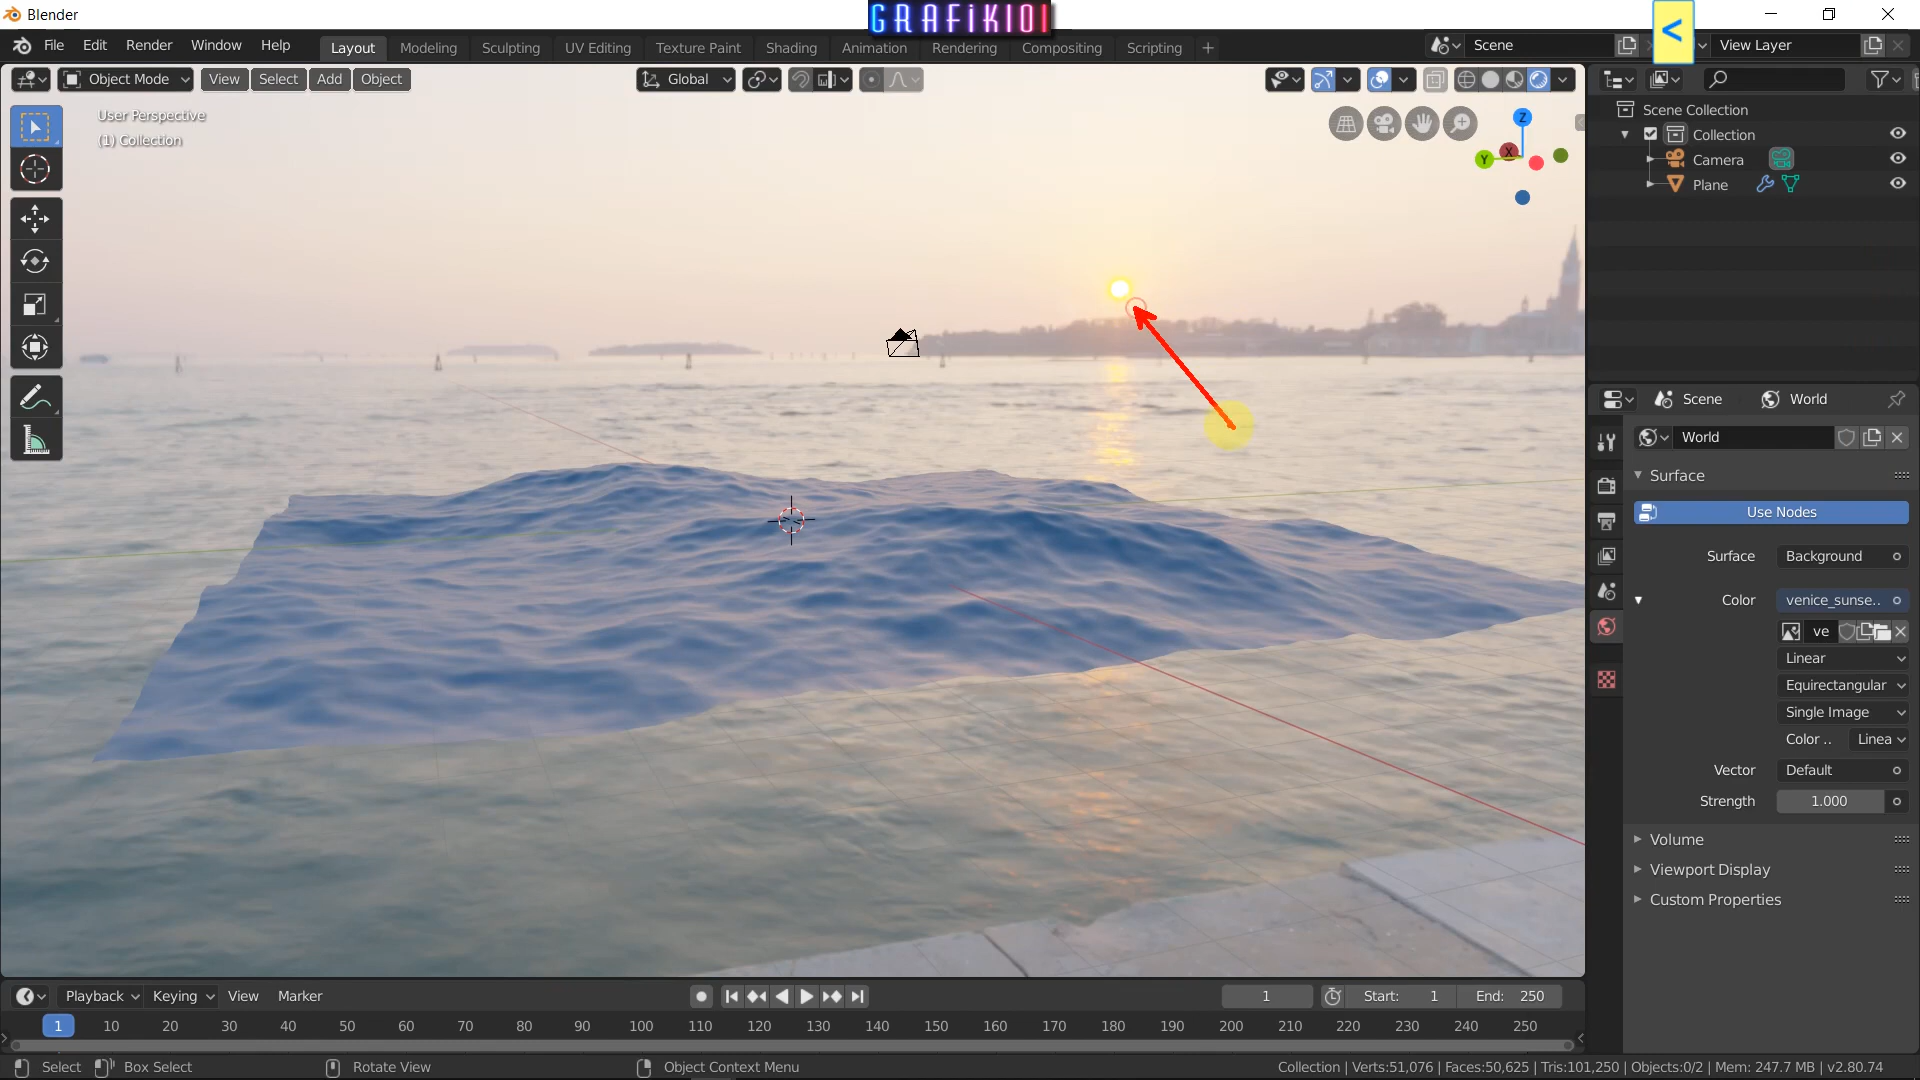 Blender
GRAFiK101
<
File Edit Render Window Help
Layout Modeling Sculpting UV Editing Texture Paint Shading Animation Rendering Compositing Scripting +
Scene
View Layer
Object Mode View Select Add Object
Global
User Perspective
(1) Collection
Z
Y
X
Scene Collection
Collection
Camera
Plane
Scene World
World
Surface
Use Nodes
Surface Background
Color venice_sunse..
ve
Linear
Equirectangular
Single Image
Color .. Linea
Vector Default
Strength 1.000
Volume
Viewport Display
Custom Properties
Playback Keying View Marker
1 Start: 1 End: 250
1 10 20 30 40 50 60 70 80 90 100 110 120 130 140 150 160 170 180 190 200 210 220 230 240 250
Select Box Select Rotate View Object Context Menu
Collection | Verts:51,076 | Faces:50,625 | Tris:101,250 | Objects:0/2 | Mem: 247.7 MB | v2.80.74